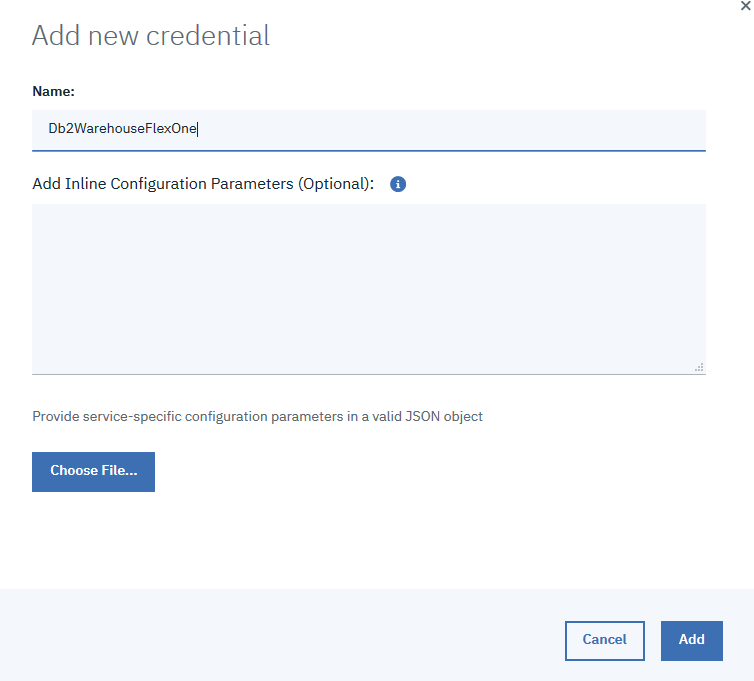 Add new credential
Name:
Db2WarehouseFlexOne
Add Inline Configuration Parameters (Optional):
Provide service-specific configuration parameters in a valid JSON object
Choose File...
Cancel
Add